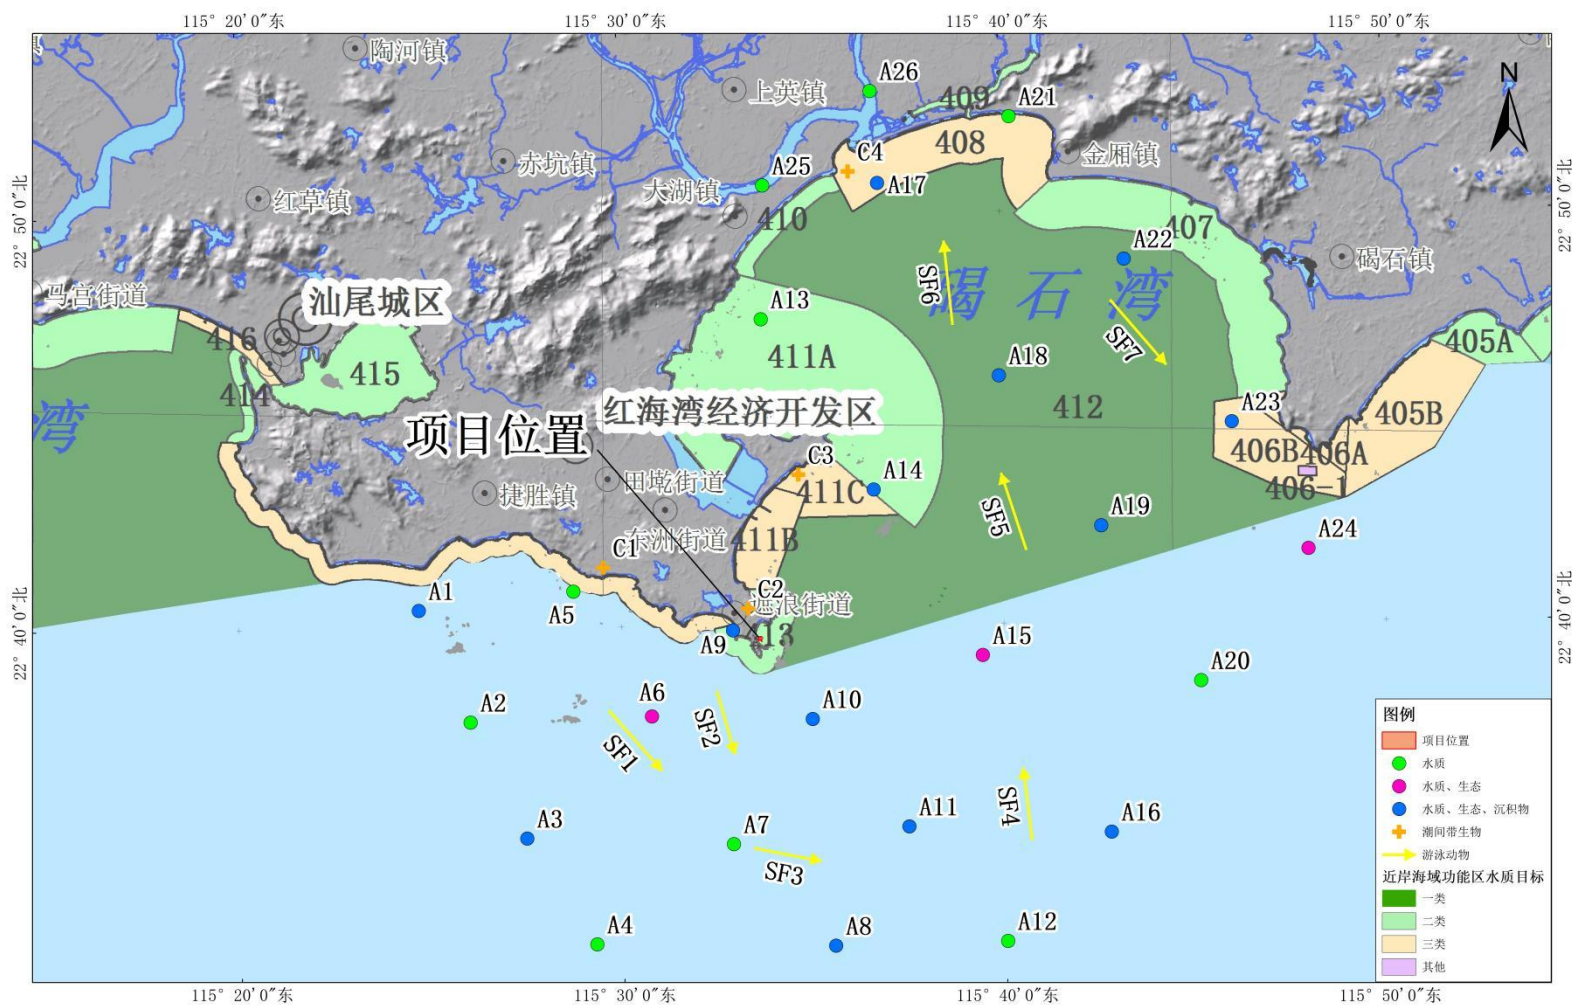 115° 20′ 0″东
115° 30′ 0″东
115° 40′ 0″东
115° 50′ 0″东
陶河镇
A26
上英镇
409
A21
N
408
金厢镇
C4
赤坑镇
A17
大湖镇
A25
红草镇
410
407
22° 50′ 0″北
22° 50′ 0″北
A22
碣石镇
马宫街道
汕尾城区
SF6
碣石湾
A13
416
SF7
405A
415
411A
A18
414
412
405B
湾
项目位置
红海湾经济开发区
A23
406B
406A
C3
A14
411C
406-1
田墘街道
捷胜镇
SF5
A19
东洲街道
411B
A24
C1
A1
A5
C2
遮浪街道
22° 40′ 0″北
22° 40′ 0″北
A9
413
A15
A20
A2
A6
SF2
A10
SF1
图例
项目位置
水质
水质、生态
水质、生态、沉积物
潮间带生物
游泳动物
近岸海域功能区水质目标
一类
二类
三类
其他
A3
A7
A11
SF4
A16
SF3
A4
A8
A12
115° 20′ 0″东
115° 30′ 0″东
115° 40′ 0″东
115° 50′ 0″东